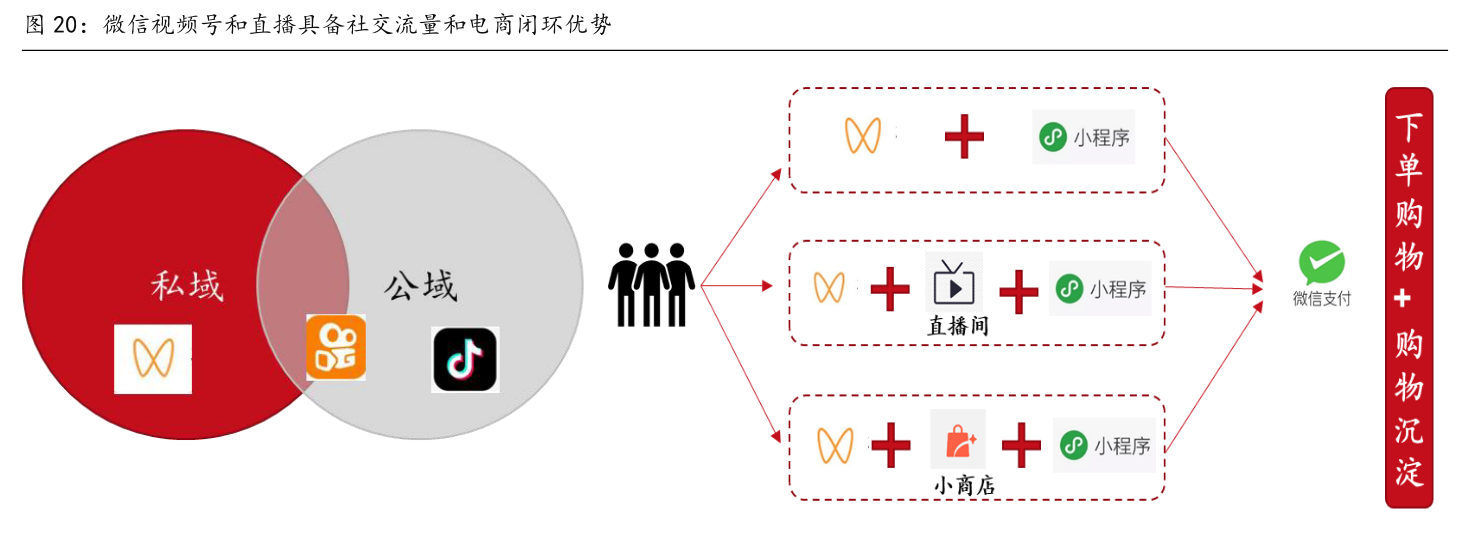 图 20：微信视频号和直播具备社交流量和电商闭环优势
私域
公域
小程序
直播间
小程序
小商店
小程序
微信支付
下单购物+购物沉淀